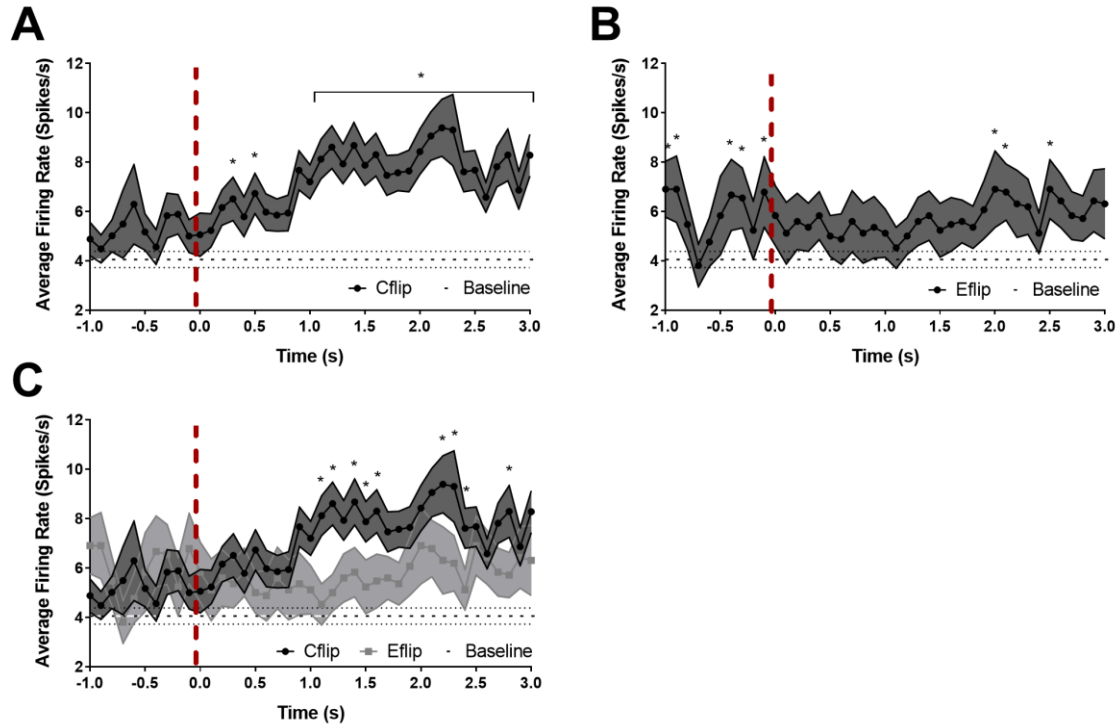 A
Average Firing Rate (Spikes/s)
12
10
8
6
4
2
* * *
Cflip Baseline
-1.0 -0.5 0.0 0.5 1.0 1.5 2.0 2.5 3.0
Time (s)
B
Average Firing Rate (Spikes/s)
12
10
8
6
4
2
* * * * * * * *
Eflip Baseline
-1.0 -0.5 0.0 0.5 1.0 1.5 2.0 2.5 3.0
Time (s)
C
Average Firing Rate (Spikes/s)
12
10
8
6
4
2
* * * * * * * * *
Cflip Eflip Baseline
-1.0 -0.5 0.0 0.5 1.0 1.5 2.0 2.5 3.0
Time (s)